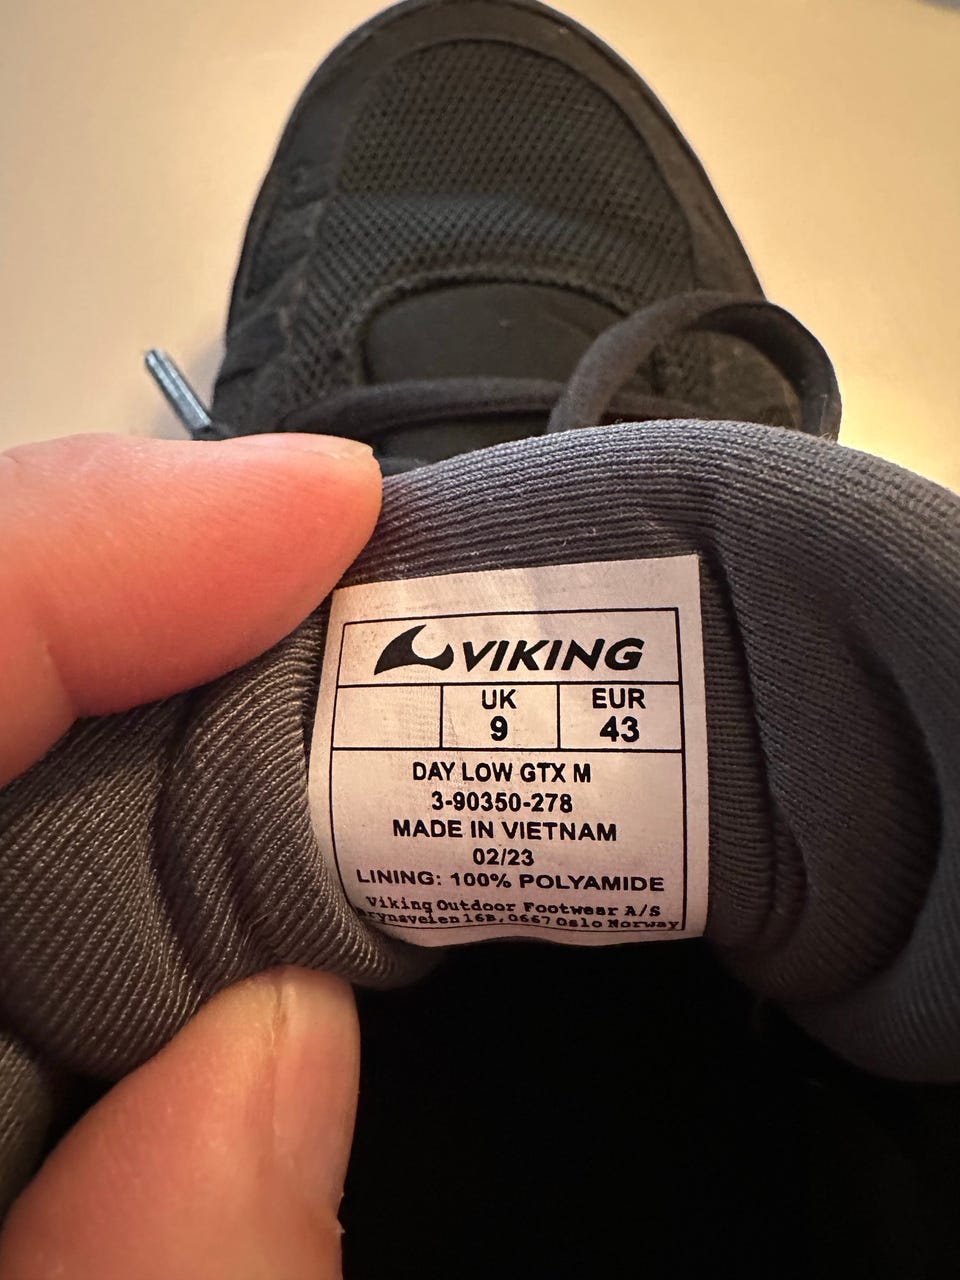 VIKING
UK EUR
9 43
DAY LOW GTX M
3-90350-278
MADE IN VIETNAM
02/23
LINING: 100% POLYAMIDE
Viking Outdoor Footwear A/S
16B, 0667 Oslo Norway